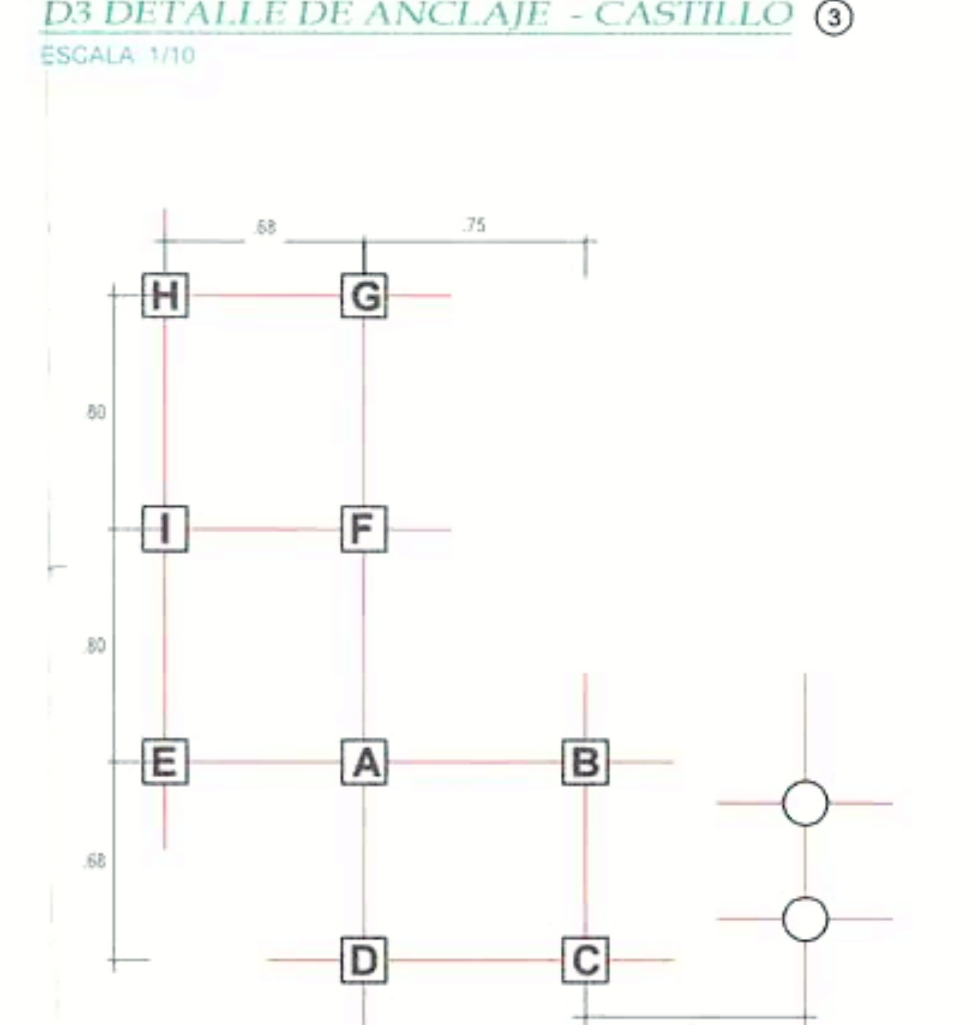 D3 DETALLE DE ANCLAJE - CASTILLO 3
ESCALA 1/10
.68 .75
H G
.80
I F
.80
E A B
.68
D C